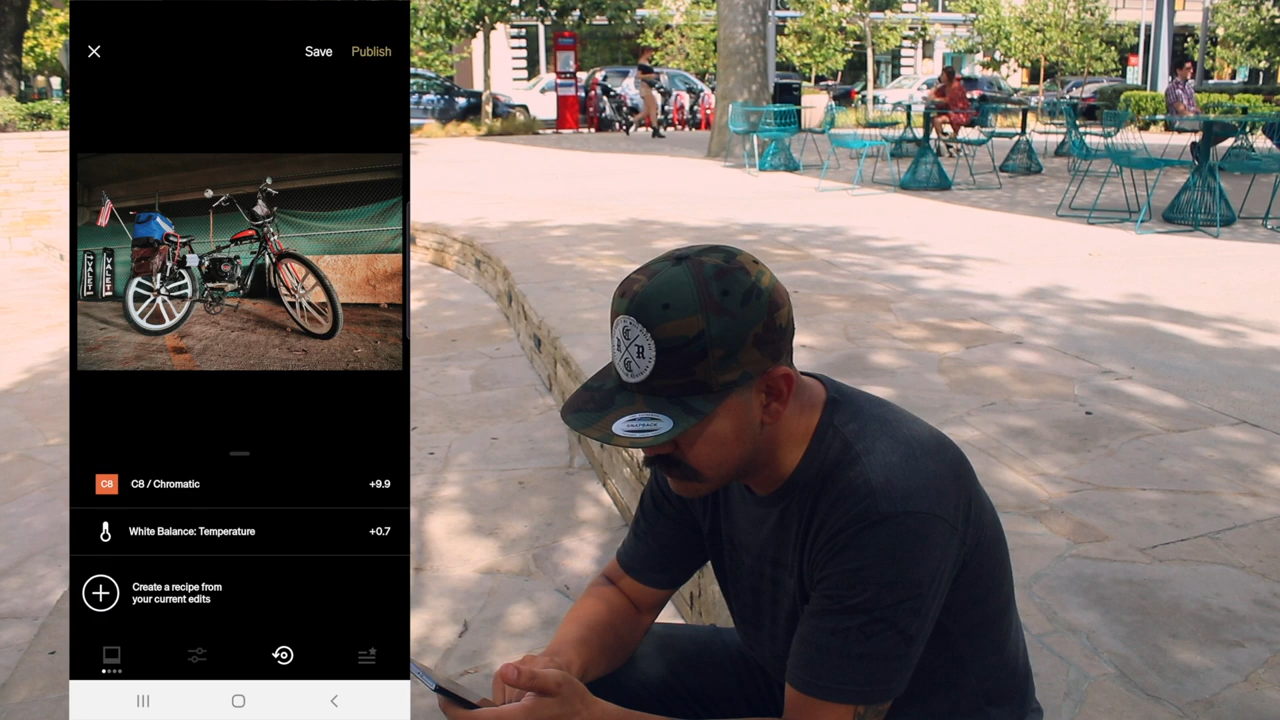 Save Publish
VALET
VALET
C8 C8 / Chromatic +9.9
White Balance: Temperature +0.7
Create a recipe from
your current edits
C
R
C
SNAPBACK